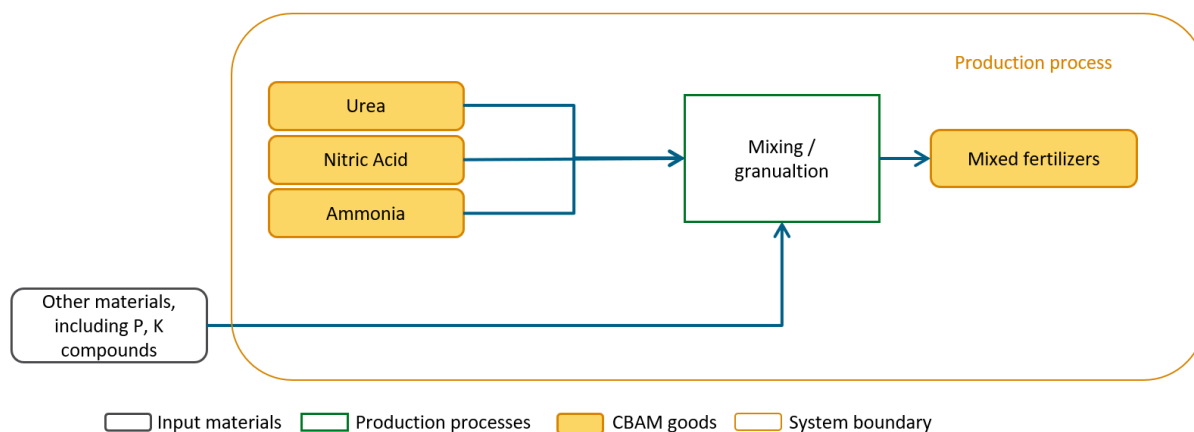 Production process
Urea
Nitric Acid
Ammonia
Mixing /
granualtion
Mixed fertilizers
Other materials,
including P, K
compounds
Input materials
Production processes
CBAM goods
System boundary